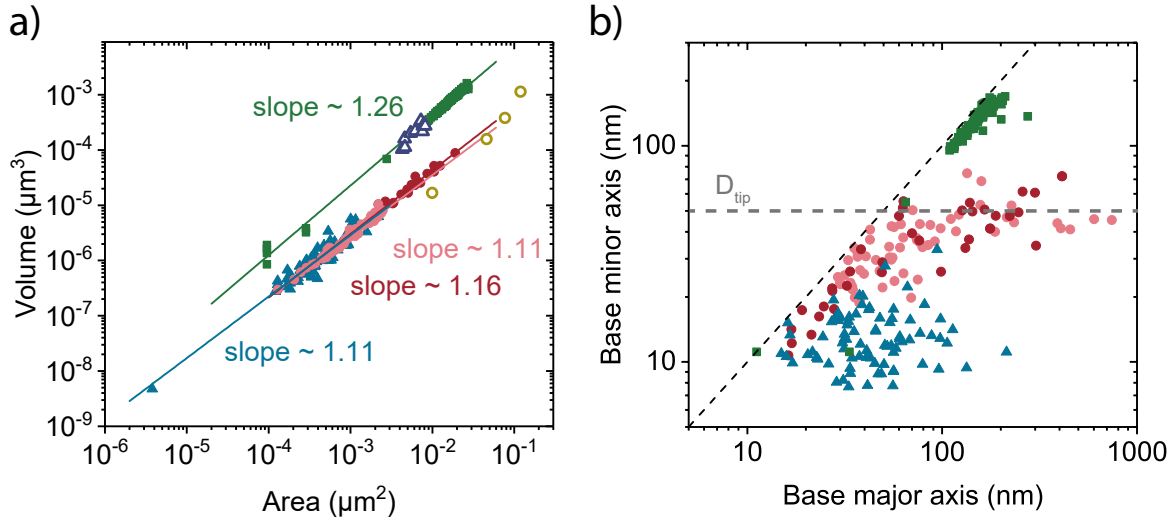 a)
Volume (µm³)
10⁻³
10⁻⁴
10⁻⁵
10⁻⁶
10⁻⁷
10⁻⁸
10⁻⁹
slope ~ 1.26
slope ~ 1.11
slope ~ 1.16
slope ~ 1.11
10⁻⁶
10⁻⁵
10⁻⁴
10⁻³
10⁻²
10⁻¹
Area (µm²)
b)
Base minor axis (nm)
100
10
D_tip
10
100
1000
Base major axis (nm)